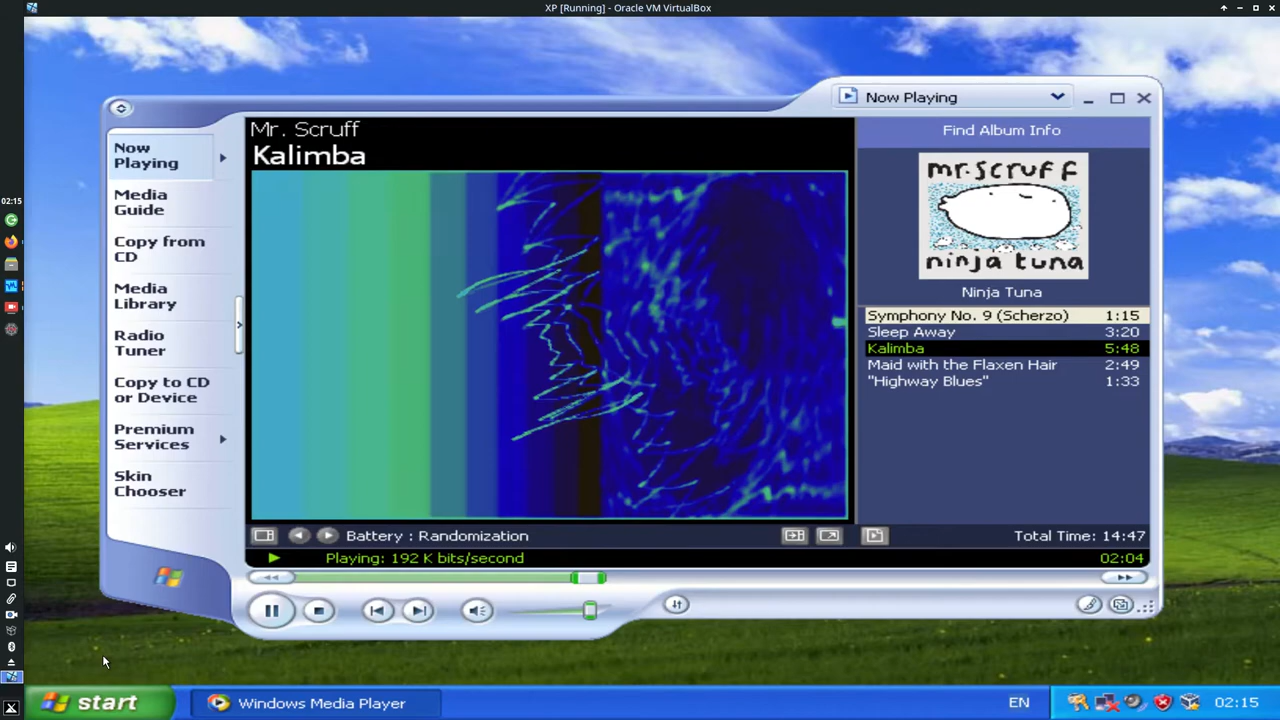 XP [Running] - Oracle VM VirtualBox
Now Playing
Mr. Scruff
Kalimba
Find Album Info
mr.scruff
ninja tuna
Ninja Tuna
Symphony No. 9 (Scherzo) 1:15
Sleep Away 3:20
Kalimba 5:48
Maid with the Flaxen Hair 2:49
"Highway Blues" 1:33
Now
Playing
Media
Guide
Copy from
CD
Media
Library
Radio
Tuner
Copy to CD
or Device
Premium
Services
Skin
Chooser
02:15
Battery : Randomization
Total Time: 14:47
Playing: 192 K bits/second
02:04
start
Windows Media Player
EN
02:15